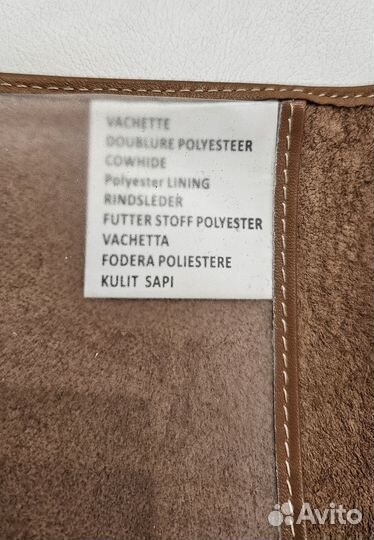 VACHETTE
DOUBLURE POLYESTEER
COWHIDE
Polyester LINING
RINDSLEDER
FUTTER STOFF POLYESTER
VACHETTA
FODERA POLIESTERE
KULIT SAPI
Avito